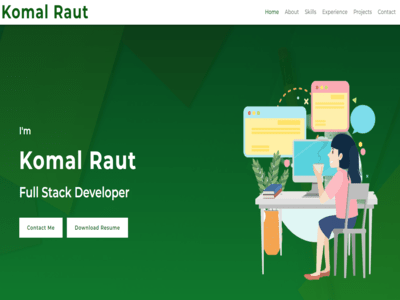 Komal Raut
Home About Skills Experience Projects Contact
I'm
Komal Raut
Full Stack Developer
Contact Me Download Resume